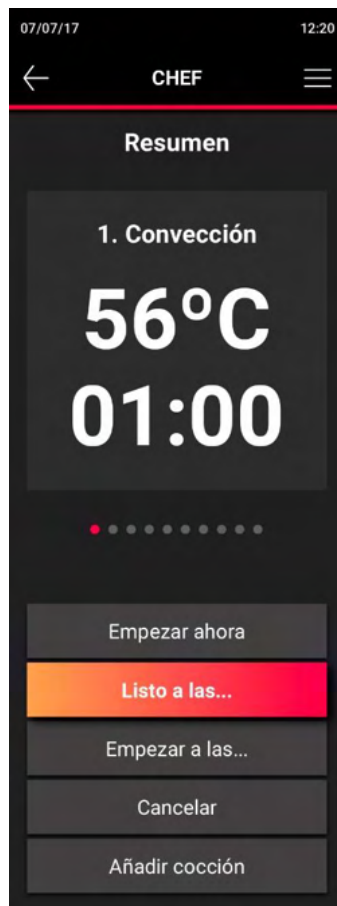 07/07/17 12:20
CHEF
Resumen
1. Convección
56ºC
01:00
Empezar ahora
Listo a las...
Empezar a las...
Cancelar
Añadir cocción